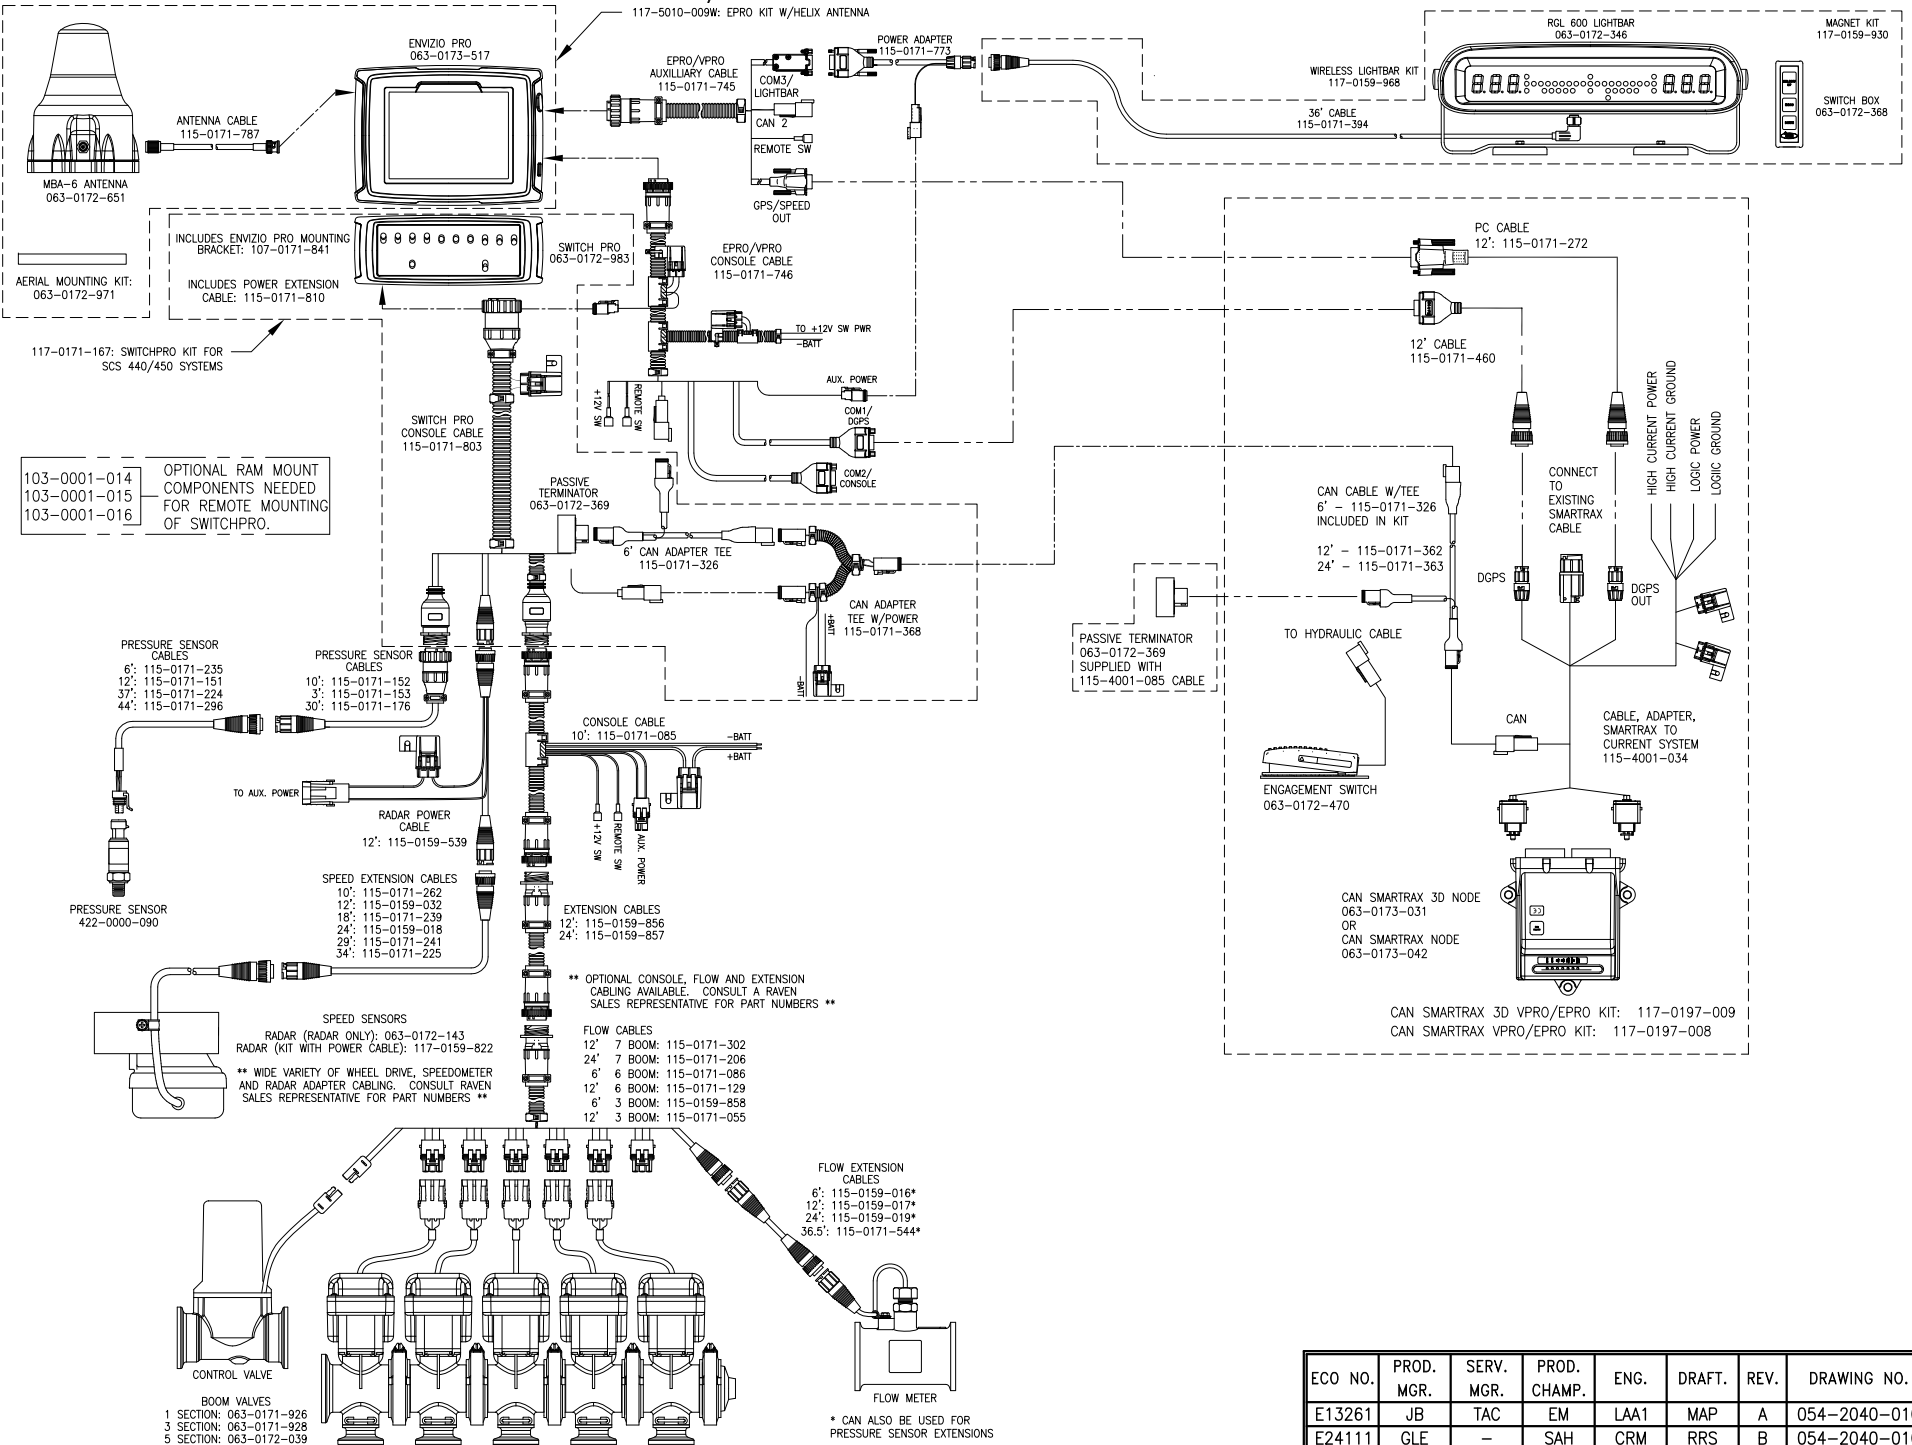 117-5010-009W: EPRO KIT W/HELIX ANTENNA
ENVIZIO PRO
063-0173-517
ANTENNA CABLE
115-0171-787
MBA-6 ANTENNA
063-0172-651
AERIAL MOUNTING KIT:
063-0172-971
EPRO/VPRO
AUXILLIARY CABLE
115-0171-745
COM3/
LIGHTBAR
CAN 2
REMOTE SW
GPS/SPEED
OUT
POWER ADAPTER
115-0171-773
WIRELESS LIGHTBAR KIT
117-0159-968
36' CABLE
115-0171-394
RGL 600 LIGHTBAR
063-0172-346
MAGNET KIT
117-0159-930
SWITCH BOX
063-0172-368
INCLUDES ENVIZIO PRO MOUNTING
BRACKET: 107-0171-841
INCLUDES POWER EXTENSION
CABLE: 115-0171-810
SWITCH PRO
063-0172-983
117-0171-167: SWITCHPRO KIT FOR
SCS 440/450 SYSTEMS
EPRO/VPRO
CONSOLE CABLE
115-0171-746
TO +12V SW PWR
-BATT
+12V SW
REMOTE SW
AUX. POWER
COM1/
DGPS
COM2/
CONSOLE
SWITCH PRO
CONSOLE CABLE
115-0171-803
103-0001-014
103-0001-015
103-0001-016
OPTIONAL RAM MOUNT
COMPONENTS NEEDED
FOR REMOTE MOUNTING
OF SWITCHPRO.
PASSIVE
TERMINATOR
063-0172-369
6' CAN ADAPTER TEE
115-0171-326
CAN ADAPTER
TEE W/POWER
115-0171-368
+BATT
-BATT
PC CABLE
12': 115-0171-272
12' CABLE
115-0171-460
HIGH CURRENT POWER
HIGH CURRENT GROUND
LOGIC POWER
LOGIIC GROUND
CONNECT
TO
EXISTING
SMARTRAX
CABLE
CAN CABLE W/TEE
6' - 115-0171-326
INCLUDED IN KIT
12' - 115-0171-362
24' - 115-0171-363
DGPS
DGPS
OUT
PASSIVE TERMINATOR
063-0172-369
SUPPLIED WITH
115-4001-085 CABLE
TO HYDRAULIC CABLE
CAN
CABLE, ADAPTER,
SMARTRAX TO
CURRENT SYSTEM
115-4001-034
ENGAGEMENT SWITCH
063-0172-470
CAN SMARTRAX 3D NODE
063-0173-031
OR
CAN SMARTRAX NODE
063-0173-042
CAN SMARTRAX 3D VPRO/EPRO KIT: 117-0197-009
CAN SMARTRAX VPRO/EPRO KIT: 117-0197-008
PRESSURE SENSOR
CABLES
6': 115-0171-235
12': 115-0171-151
37': 115-0171-224
44': 115-0171-296
PRESSURE SENSOR
CABLES
10': 115-0171-152
3': 115-0171-153
30': 115-0171-176
CONSOLE CABLE
10': 115-0171-085
-BATT
+BATT
+12V SW
REMOTE SW
AUX. POWER
TO AUX. POWER
RADAR POWER
CABLE
12': 115-0159-539
PRESSURE SENSOR
422-0000-090
SPEED EXTENSION CABLES
10': 115-0171-262
12': 115-0159-032
18': 115-0171-239
24': 115-0159-018
29': 115-0171-241
34': 115-0171-225
EXTENSION CABLES
12': 115-0159-856
24': 115-0159-857
** OPTIONAL CONSOLE, FLOW AND EXTENSION
CABLING AVAILABLE. CONSULT A RAVEN
SALES REPRESENTATIVE FOR PART NUMBERS **
SPEED SENSORS
RADAR (RADAR ONLY): 063-0172-143
RADAR (KIT WITH POWER CABLE): 117-0159-822
** WIDE VARIETY OF WHEEL DRIVE, SPEEDOMETER
AND RADAR ADAPTER CABLING. CONSULT RAVEN
SALES REPRESENTATIVE FOR PART NUMBERS **
FLOW CABLES
12' 7 BOOM: 115-0171-302
24' 7 BOOM: 115-0171-206
6' 6 BOOM: 115-0171-086
12' 6 BOOM: 115-0171-129
6' 3 BOOM: 115-0159-858
12' 3 BOOM: 115-0171-055
FLOW EXTENSION
CABLES
6': 115-0159-016*
12': 115-0159-017*
24': 115-0159-019*
36.5': 115-0171-544*
CONTROL VALVE
BOOM VALVES
1 SECTION: 063-0171-926
3 SECTION: 063-0171-928
5 SECTION: 063-0172-039
FLOW METER
* CAN ALSO BE USED FOR
PRESSURE SENSOR EXTENSIONS
ECO NO. PROD. MGR. SERV. MGR. PROD. CHAMP. ENG. DRAFT. REV. DRAWING NO.
E13261 JB TAC EM LAA1 MAP A 054-2040-01
E24111 GLE - SAH CRM RRS B 054-2040-01